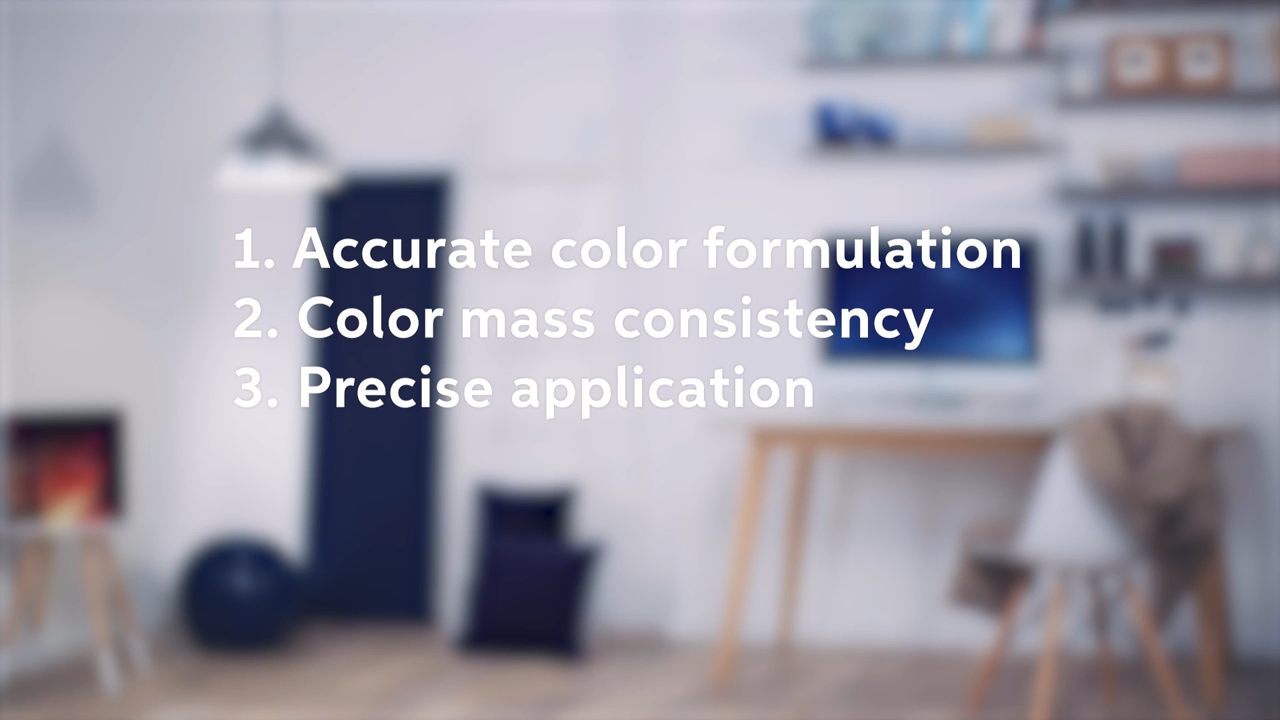 1. Accurate color formulation
2. Color mass consistency
3. Precise application